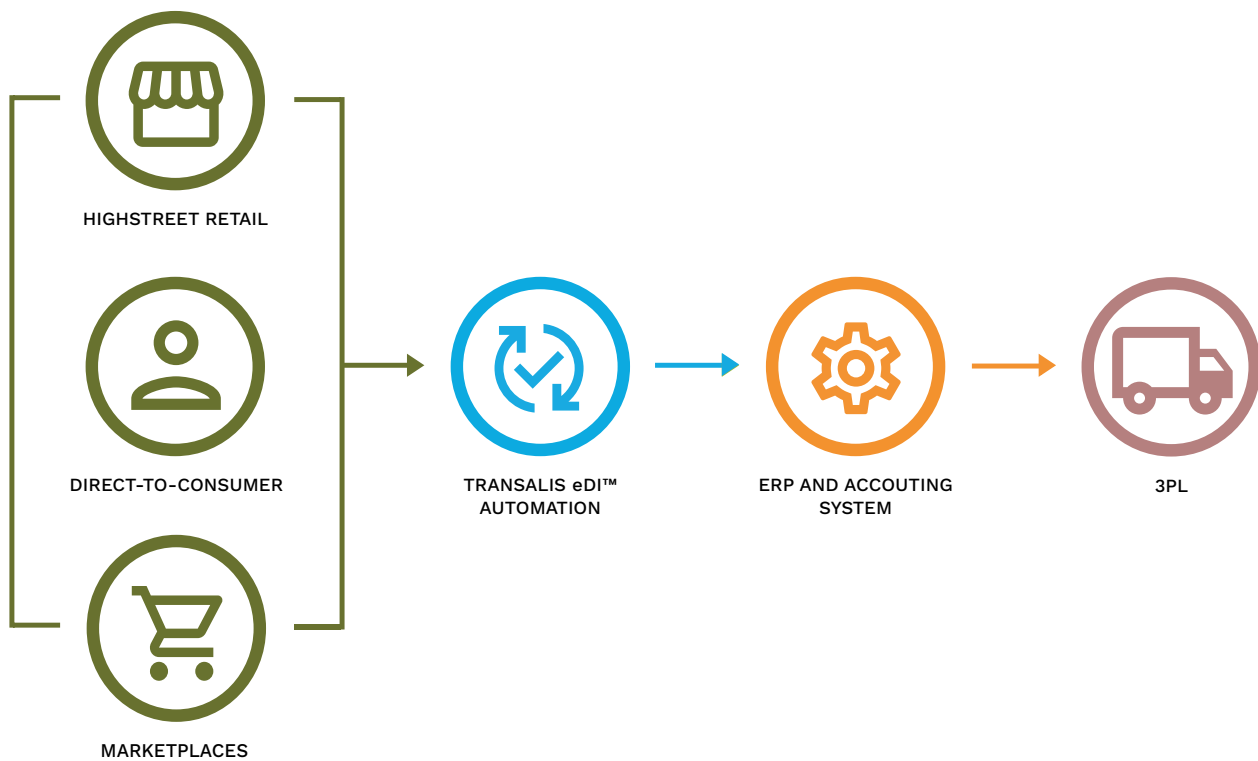 HIGHSTREET RETAIL
DIRECT-TO-CONSUMER
MARKETPLACES
TRANSALIS eDI™
AUTOMATION
ERP AND ACCOUTING
SYSTEM
3PL